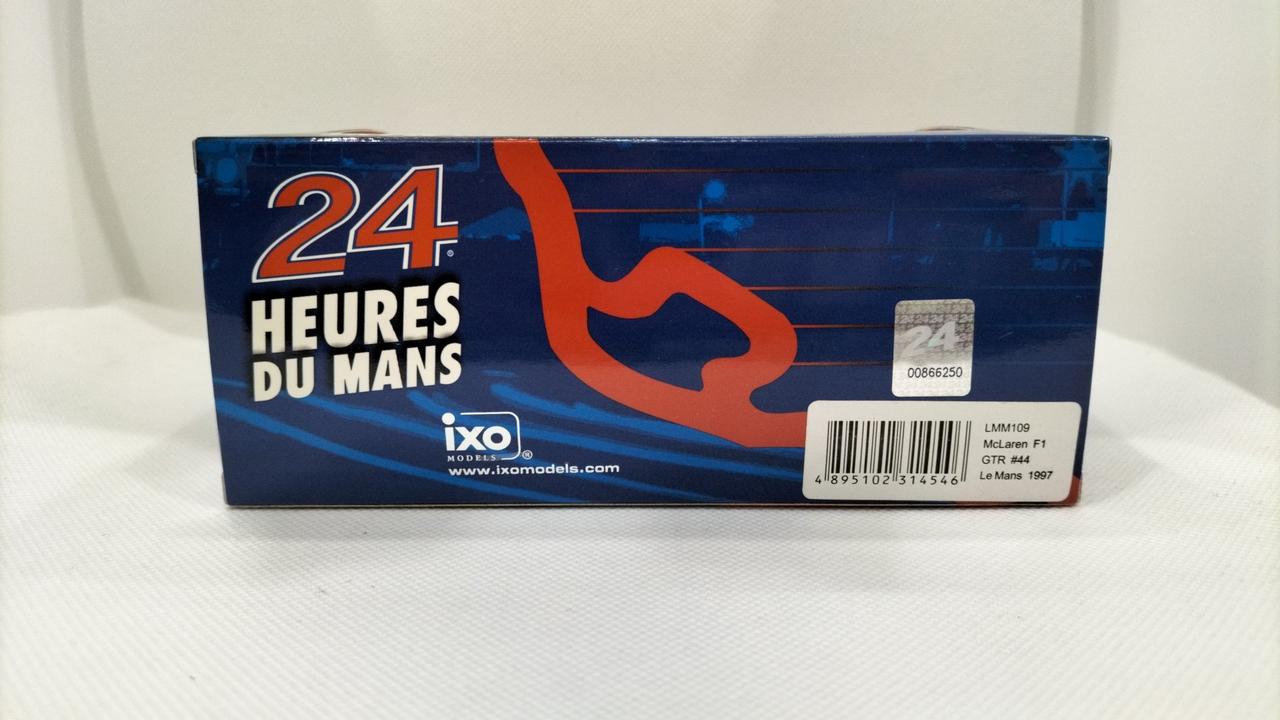 24®
HEURES
DU MANS
ixo
MODELS ®
www.ixomodels.com
24
00866250
4 895102 314546
LMM109
McLaren F1
GTR #44
Le Mans 1997